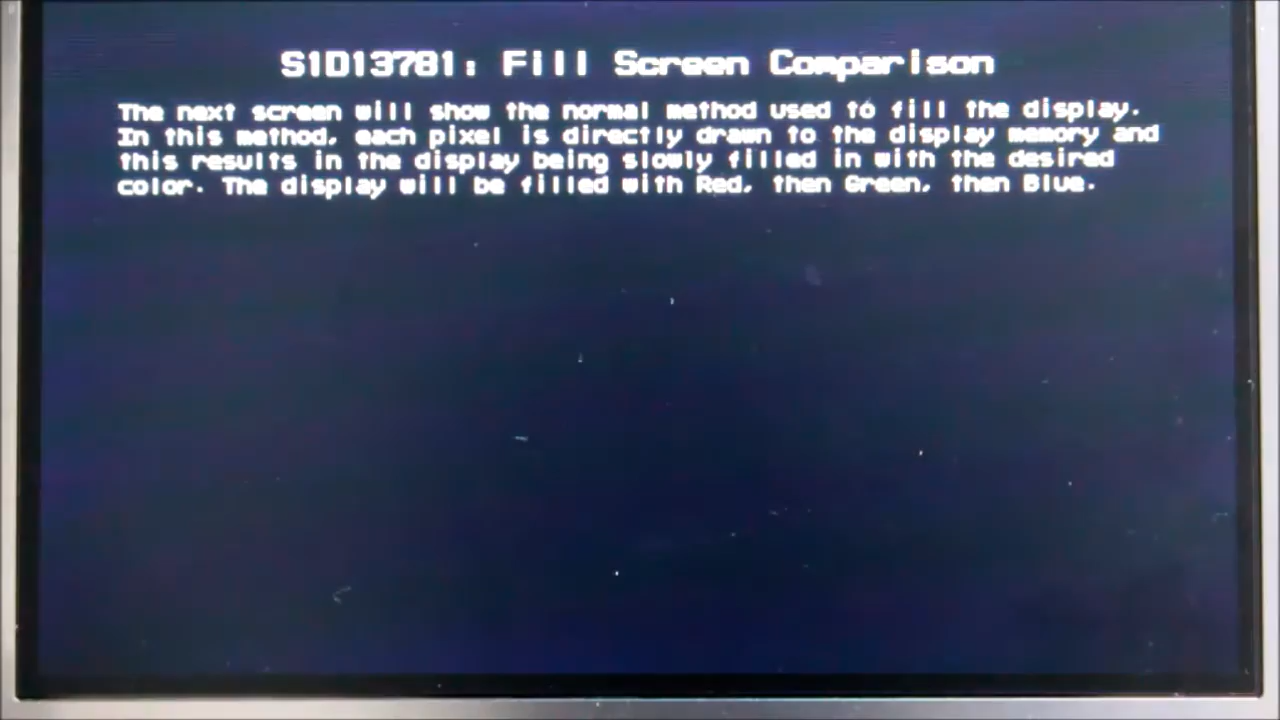 S1D13781: Fill Screen Comparison
The next screen will show the normal method used to fill the display.
In this method, each pixel is directly drawn to the display memory and
this results in the display being slowly filled in with the desired
color. The display will be filled with Red, then Green, then Blue.